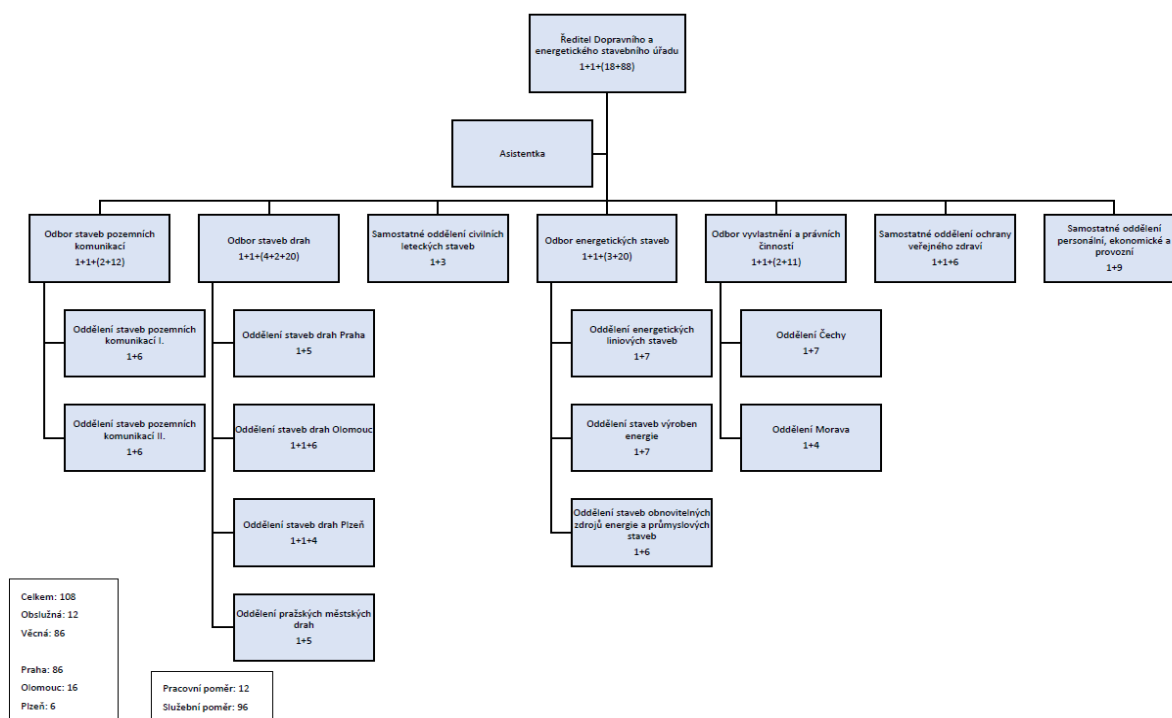 Ředitel Dopravního a
energetického stavebního úřadu
1+1+(18+88)
Asistentka
Odbor staveb pozemních
komunikací
1+1+(2+12)
Odbor staveb drah
1+1+(4+2+20)
Samostatné oddělení civilních
leteckých staveb
1+3
Odbor energetických staveb
1+1+(3+20)
Odbor vyvlastnění a právních
činností
1+1+(2+11)
Samostatné oddělení ochrany
veřejného zdraví
1+1+6
Samostatné oddělení
personální, ekonomické a
provozní
1+9
Oddělení staveb pozemních
komunikací I.
1+6
Oddělení staveb drah Praha
1+5
Oddělení energetických
liniových staveb
1+7
Oddělení Čechy
1+7
Oddělení staveb pozemních
komunikací II.
1+6
Oddělení staveb drah Olomouc
1+1+6
Oddělení staveb výroben
energie
1+7
Oddělení Morava
1+4
Oddělení staveb drah Plzeň
1+1+4
Oddělení staveb obnovitelných
zdrojů energie a průmyslových
staveb
1+6
Oddělení pražských městských
drah
1+5
Celkem: 108
Obslužná: 12
Věcná: 86
Praha: 86
Olomouc: 16
Plzeň: 6
Pracovní poměr: 12
Služební poměr: 96